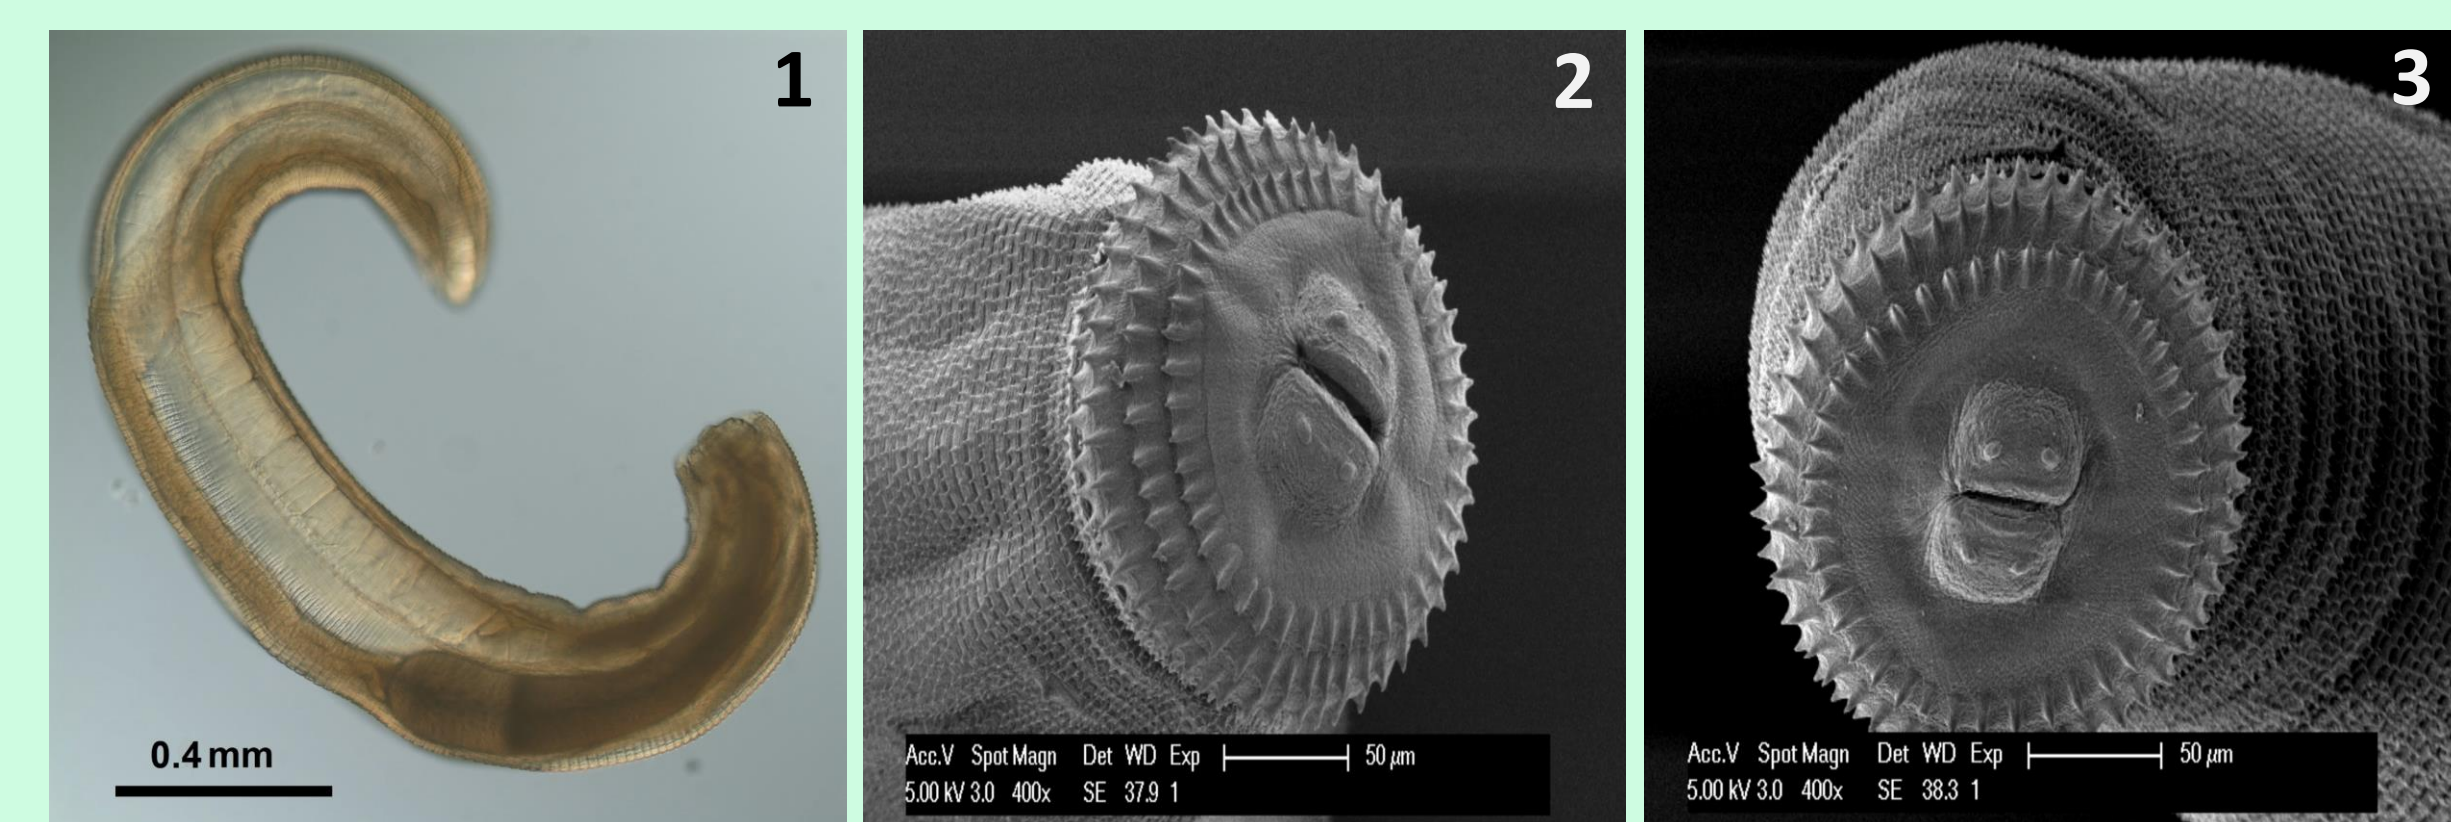 1
0.4 mm
2
Acc.V Spot Magn Det WD Exp 50 µm
5.00 kV 3.0 400x SE 37.9 1
3
Acc.V Spot Magn Det WD Exp 50 µm
5.00 kV 3.0 400x SE 38.3 1